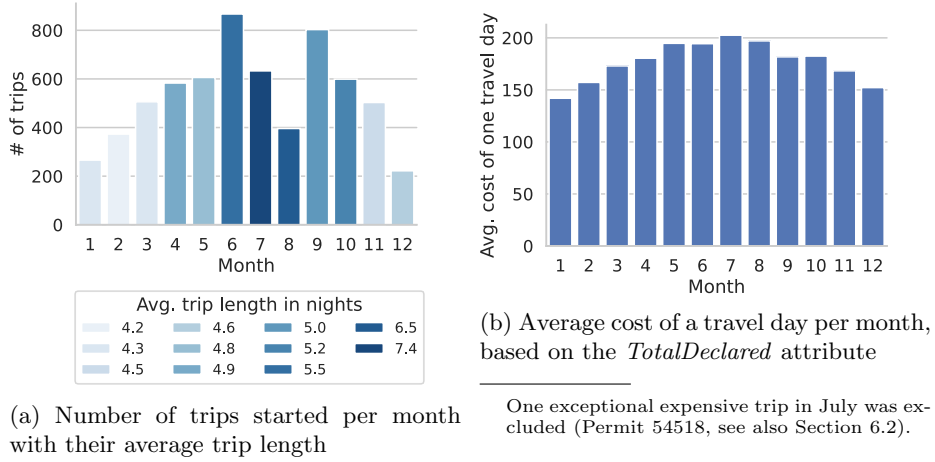 # of trips
800
600
400
200
0
1 2 3 4 5 6 7 8 9 10 11 12
Month
Avg. trip length in nights
4.2 4.6 5.0 6.5
4.3 4.8 5.2 7.4
4.5 4.9 5.5
(a) Number of trips started per month
with their average trip length
Avg. cost of one travel day
200
150
100
50
0
1 2 3 4 5 6 7 8 9 10 11 12
Month
(b) Average cost of a travel day per month,
based on the TotalDeclared attribute
One exceptional expensive trip in July was ex-
cluded (Permit 54518, see also Section 6.2).